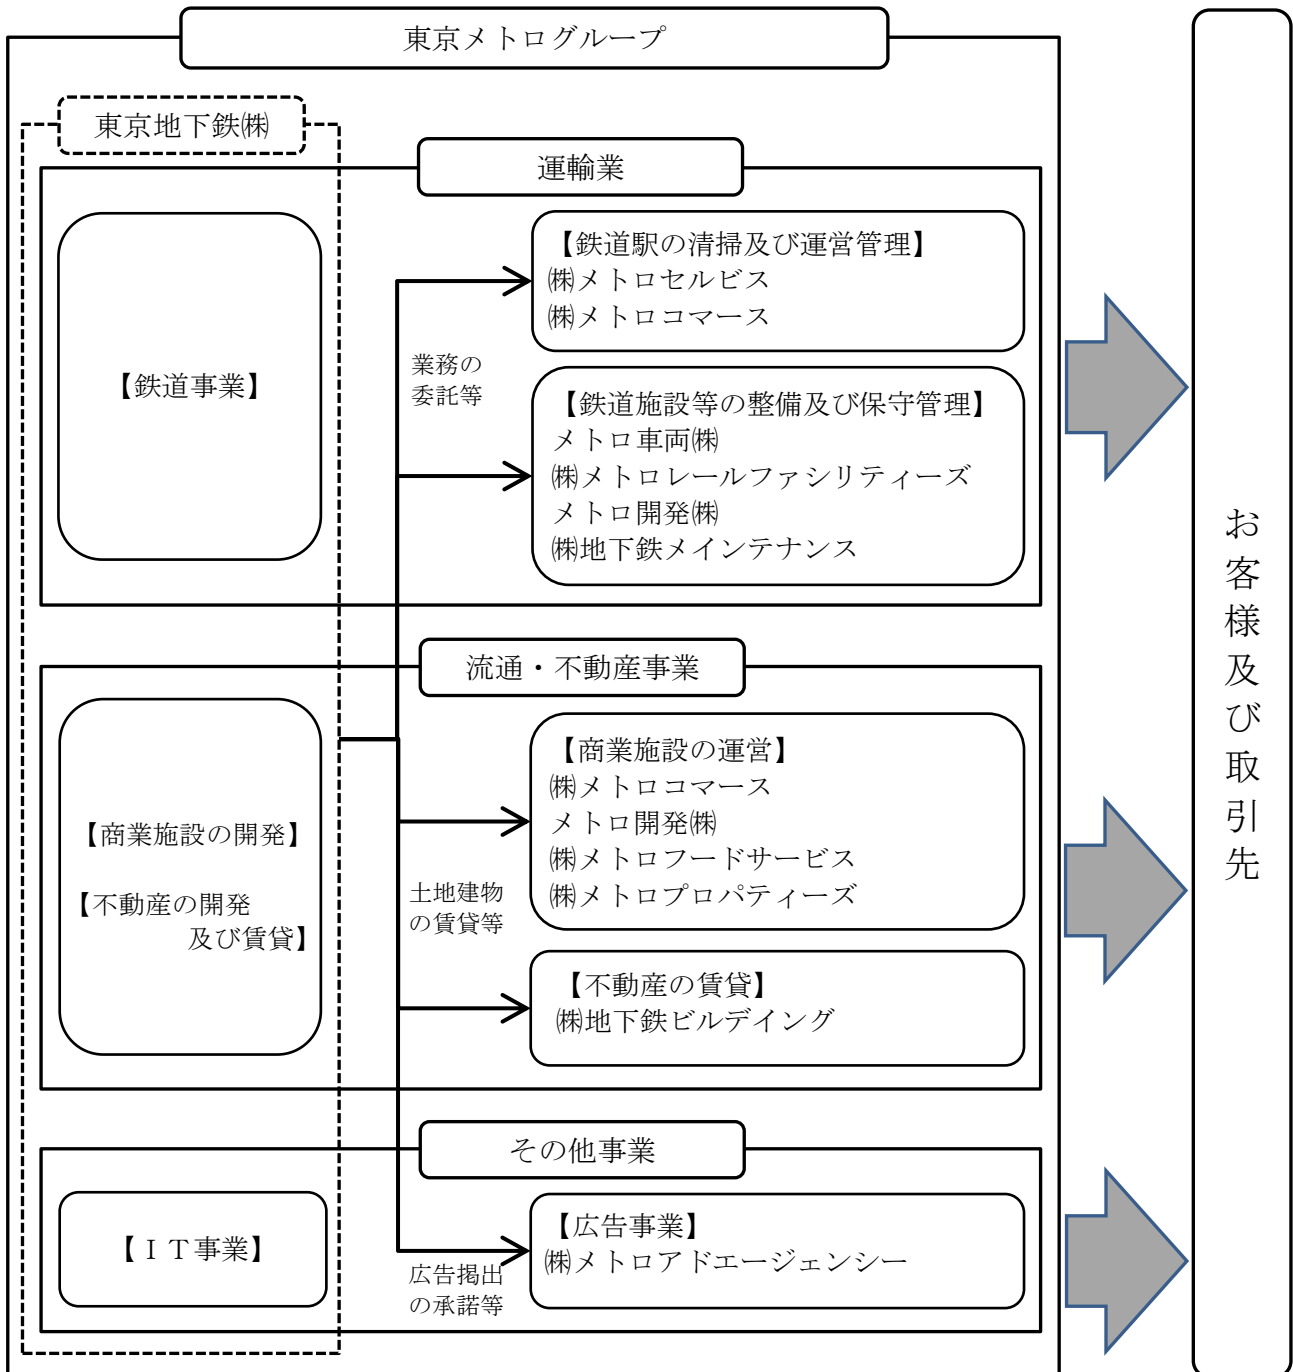 東京メトログループ
東京地下鉄㈱
運輸業
【鉄道事業】
業務の
委託等
【鉄道駅の清掃及び運営管理】
㈱メトロセルビス
㈱メトロコマース
【鉄道施設等の整備及び保守管理】
メトロ車両㈱
㈱メトロレールファシリティーズ
メトロ開発㈱
㈱地下鉄メインテナンス
流通・不動産事業
【商業施設の開発】
【不動産の開発
及び賃貸】
土地建物
の賃貸等
【商業施設の運営】
㈱メトロコマース
メトロ開発㈱
㈱メトロフードサービス
㈱メトロプロパティーズ
【不動産の賃貸】
㈱地下鉄ビルデイング
その他事業
【ＩＴ事業】
広告掲出
の承諾等
【広告事業】
㈱メトロアドエージェンシー
お客様及び取引先